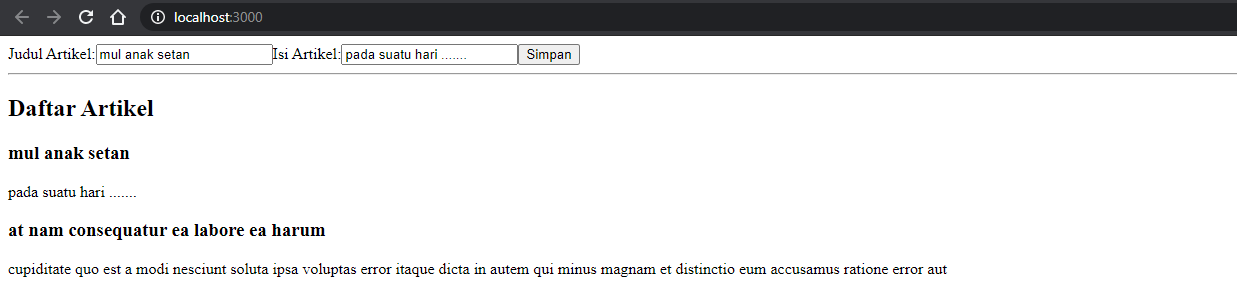 localhost:3000
Judul Artikel: mul anak setan Isi Artikel: pada suatu hari ....... Simpan
Daftar Artikel
mul anak setan
pada suatu hari .......
at nam consequatur ea labore ea harum
cupiditate quo est a modi nesciunt soluta ipsa voluptas error itaque dicta in autem qui minus magnam et distinctio eum accusamus ratione error aut